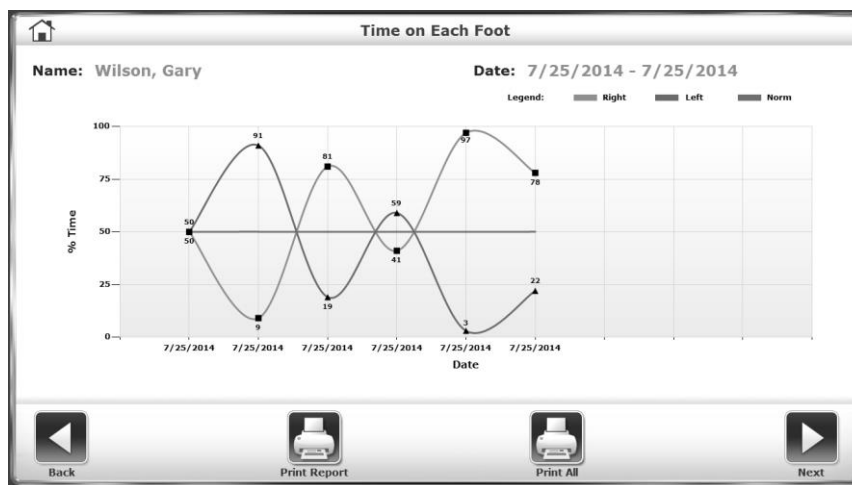 Time on Each Foot
Name: Wilson, Gary Date: 7/25/2014 - 7/25/2014
Legend: Right Left Norm
100
97
91
81
75
78
% Time
59
50
50
50
41
25
22
19
9
3
0
7/25/2014 7/25/2014 7/25/2014 7/25/2014 7/25/2014 7/25/2014
Date
Back Print Report Print All Next